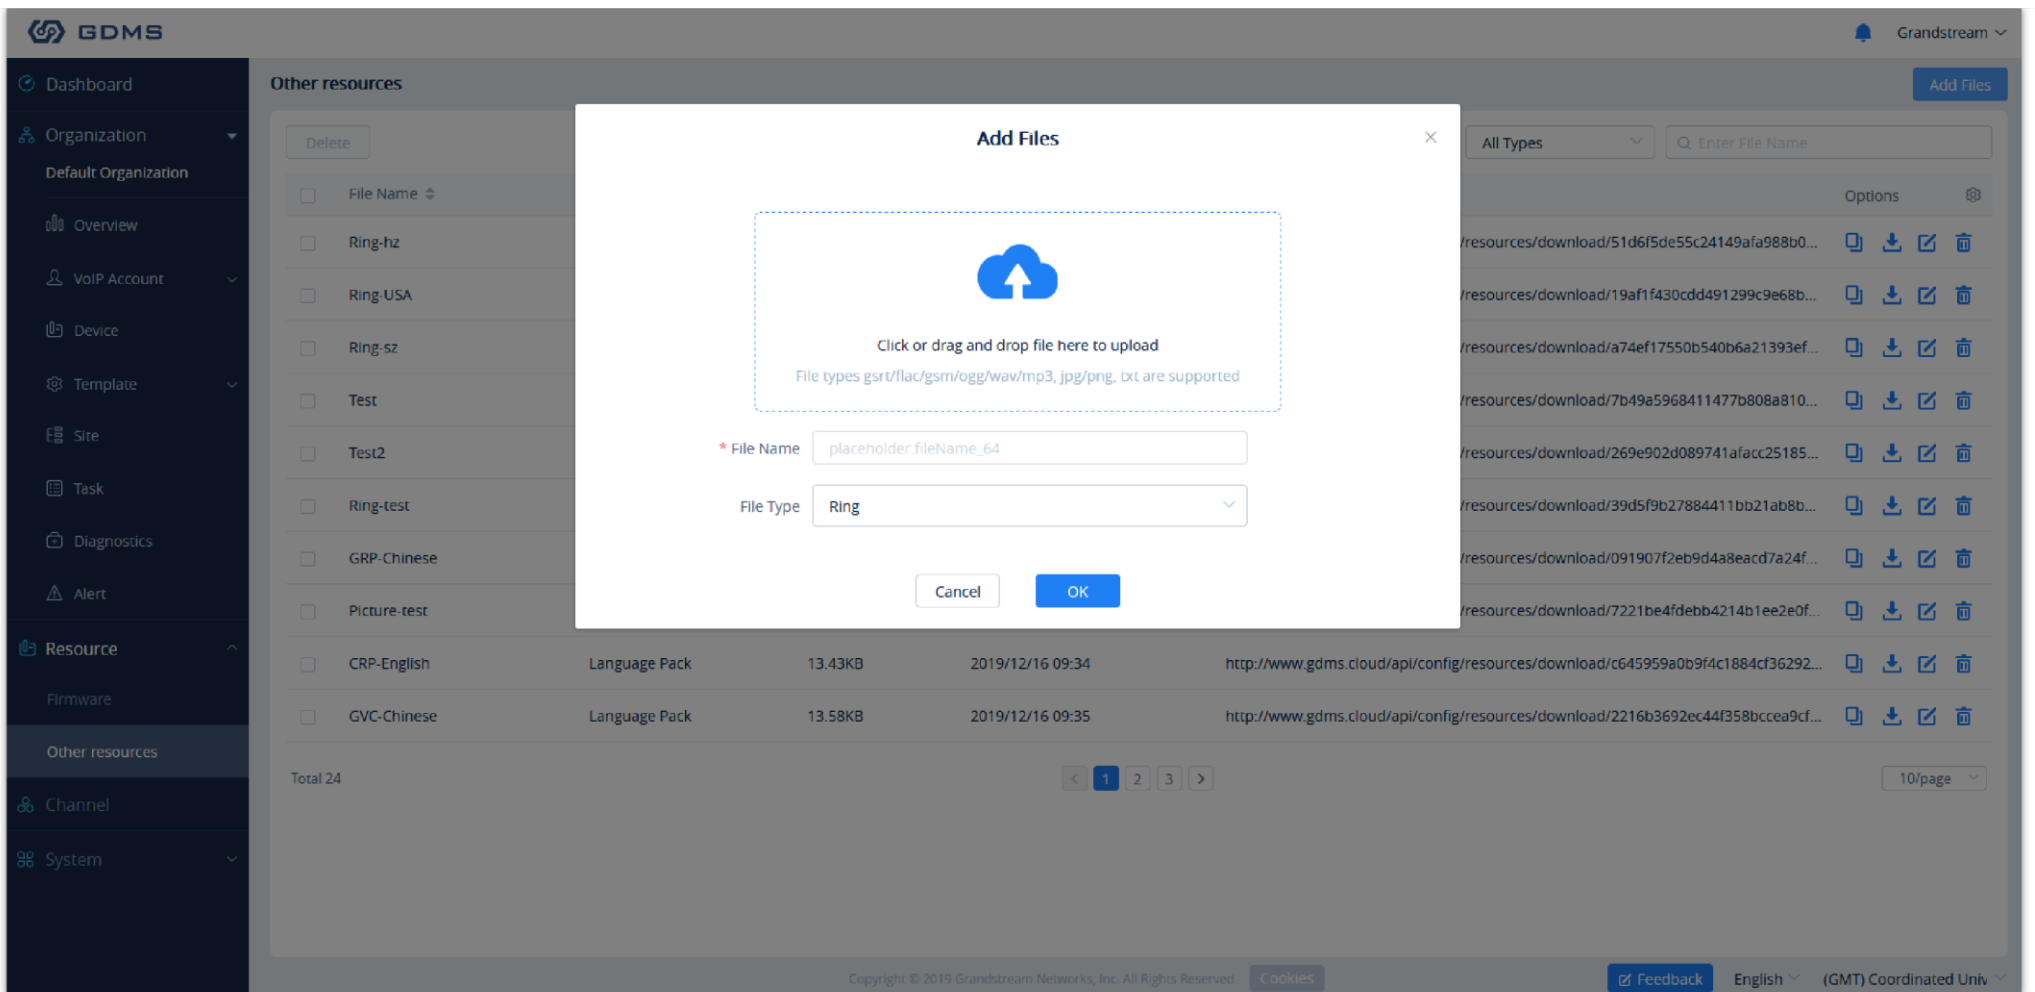 GDMS
Grandstream
Dashboard
Organization
Default Organization
Overview
VoIP Account
Device
Template
Site
Task
Diagnostics
Alert
Resource
Firmware
Other resources
Channel
System
Other resources
Add Files
Delete
All Types
Enter File Name
File Name
Options
Ring-hz
/resources/download/51d6f5de55c24149afa988b0...
Ring-USA
/resources/download/19af1f430cdd491299c9e68b...
Ring-sz
/resources/download/a74ef17550b540b6a21393ef...
Test
/resources/download/7b49a5968411477b808a810...
Test2
/resources/download/269e902d089741afacc25185...
Ring-test
/resources/download/39d5f9b27884411bb21ab8b...
GRP-Chinese
/resources/download/091907f2eb9d4a8eacd7a24f...
Picture-test
/resources/download/7221be4fdebb4214b1ee2e0f...
CRP-English Language Pack 13.43KB 2019/12/16 09:34 http://www.gdms.cloud/api/config/resources/download/c645959a0b9f4c1884cf36292...
GVC-Chinese Language Pack 13.58KB 2019/12/16 09:35 http://www.gdms.cloud/api/config/resources/download/2216b3692ec44f358bccea9cf...
Total 24
1 2 3
10/page
Add Files
Click or drag and drop file here to upload
File types gsrt/flac/gsm/ogg/wav/mp3, jpg/png, txt are supported
* File Name placeholder.fileName_64
File Type Ring
Cancel OK
Copyright © 2019 Grandstream Networks, Inc. All Rights Reserved Cookies
Feedback English (GMT) Coordinated Univ